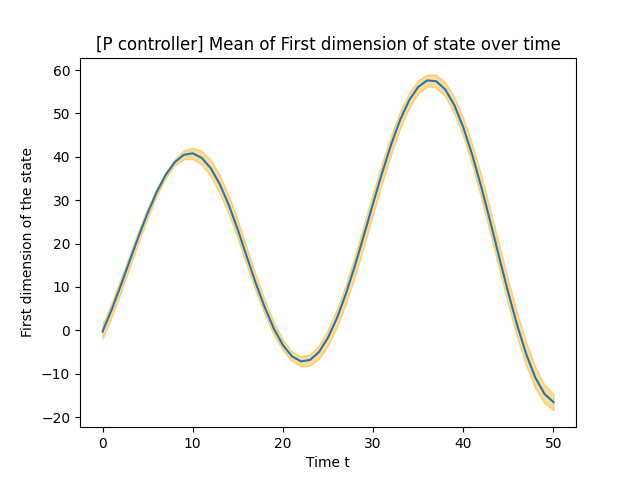 [P controller] Mean of First dimension of state over time
60
50
40
30
20
10
0
−10
−20
First dimension of the state
0 10 20 30 40 50
Time t